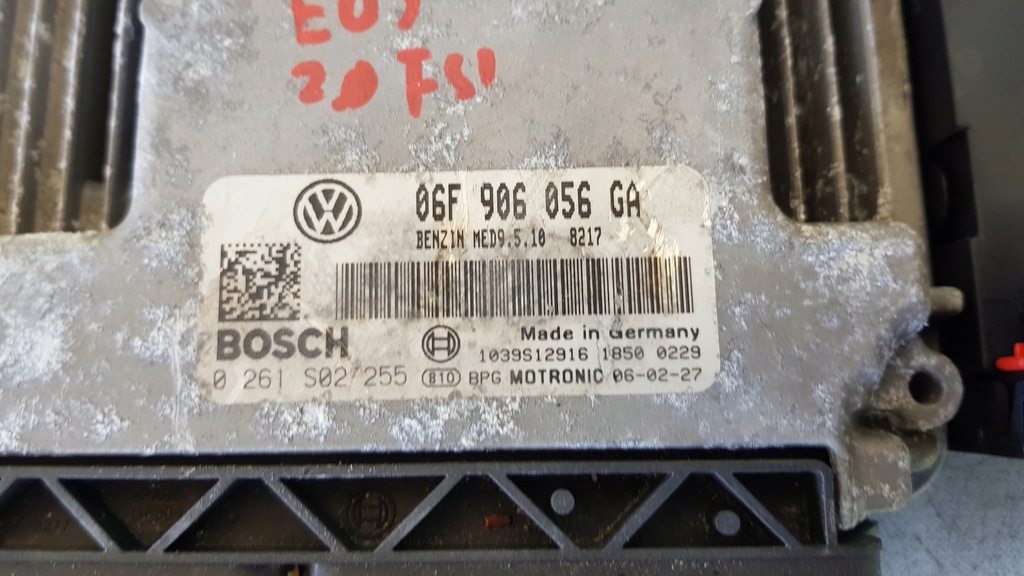 2.0 FSI
06F 906 056 GA
BENZIN MED9.5.10 8217
BOSCH
Made in Germany
1039S12916 1850 0229
0 261 S02 255 810 BPG MOTRONIC 06-02-27